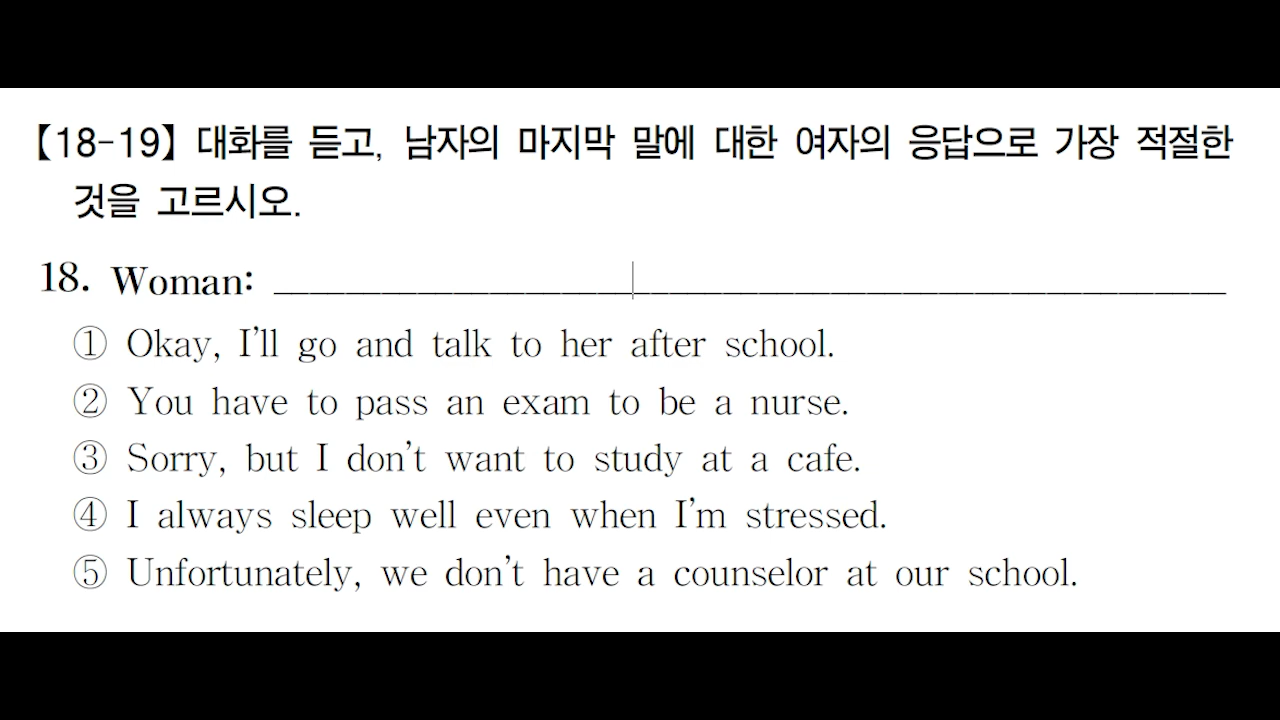 【18-19】 대화를 듣고, 남자의 마지막 말에 대한 여자의 응답으로 가장 적절한
것을 고르시오.
18. Woman: ______________________________________________
① Okay, I’ll go and talk to her after school.
② You have to pass an exam to be a nurse.
③ Sorry, but I don’t want to study at a cafe.
④ I always sleep well even when I’m stressed.
⑤ Unfortunately, we don’t have a counselor at our school.